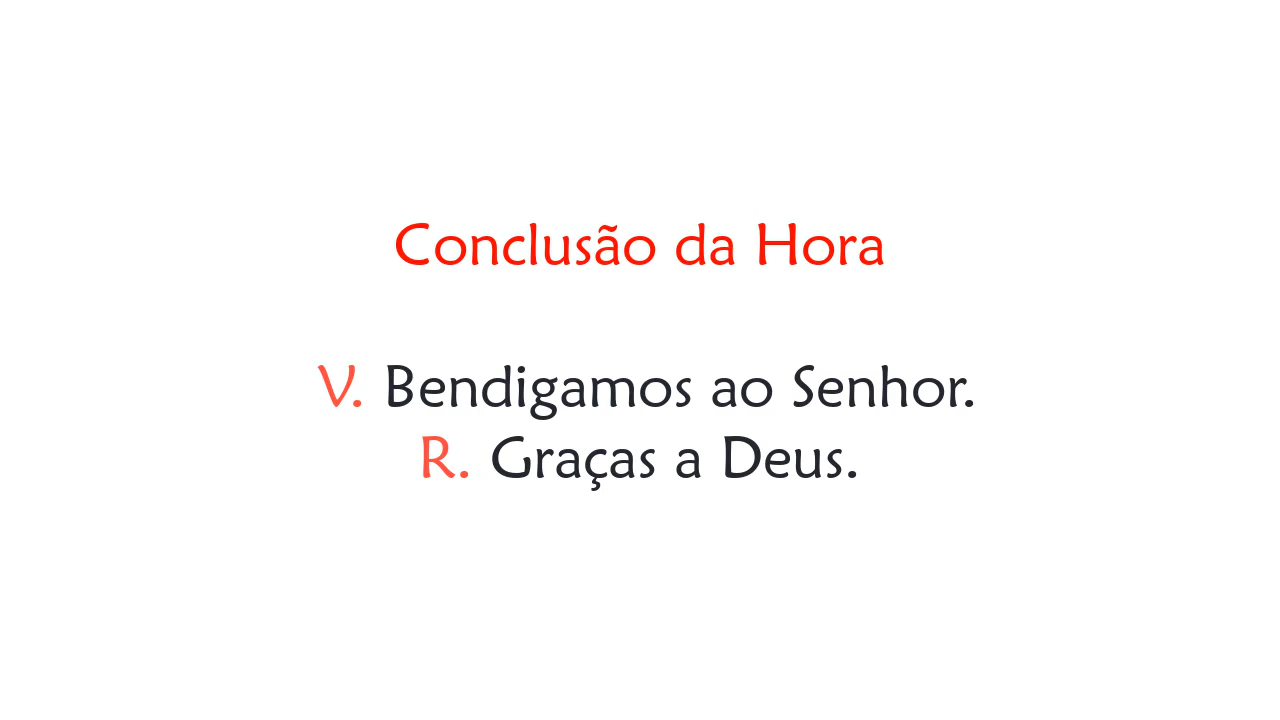 Conclusão da Hora
V. Bendigamos ao Senhor.
R. Graças a Deus.